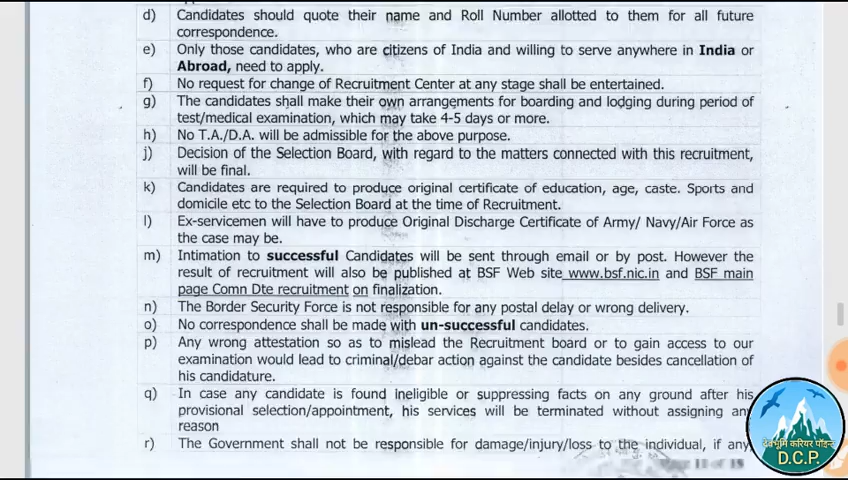 d) Candidates should quote their name and Roll Number allotted to them for all future
correspondence.
e) Only those candidates, who are citizens of India and willing to serve anywhere in India or
Abroad, need to apply.
f) No request for change of Recruitment Center at any stage shall be entertained.
g) The candidates shall make their own arrangements for boarding and lodging during period of
test/medical examination, which may take 4-5 days or more.
h) No T.A./D.A. will be admissible for the above purpose.
j) Decision of the Selection Board, with regard to the matters connected with this recruitment,
will be final.
k) Candidates are required to produce original certificate of education, age, caste. Sports and
domicile etc to the Selection Board at the time of Recruitment.
l) Ex-servicemen will have to produce Original Discharge Certificate of Army/ Navy/Air Force as
the case may be.
m) Intimation to successful Candidates will be sent through email or by post. However the
result of recruitment will also be published at BSF Web site www.bsf.nic.in and BSF main
page Comn Dte recruitment on finalization.
n) The Border Security Force is not responsible for any postal delay or wrong delivery.
o) No correspondence shall be made with un-successful candidates.
p) Any wrong attestation so as to mislead the Recruitment board or to gain access to our
examination would lead to criminal/debar action against the candidate besides cancellation of
his candidature.
q) In case any candidate is found ineligible or suppressing facts on any ground after his
provisional selection/appointment, his services will be terminated without assigning any
reason
r) The Government shall not be responsible for damage/injury/loss to the individual, if any,
देवभूमि करियर पॉइन्ट
D.C.P.
Page 11 of 15